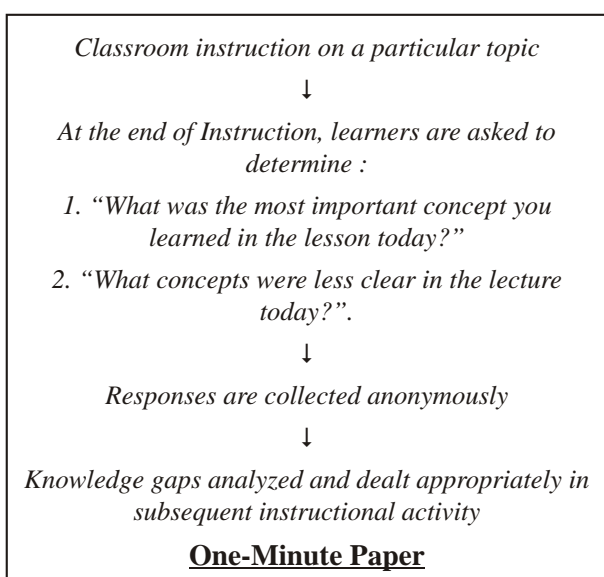 Classroom instruction on a particular topic
↓
At the end of Instruction, learners are asked to
determine :
1. “What was the most important concept you
learned in the lesson today?”
2. “What concepts were less clear in the lecture
today?”.
↓
Responses are collected anonymously
↓
Knowledge gaps analyzed and dealt appropriately in
subsequent instructional activity
One-Minute Paper